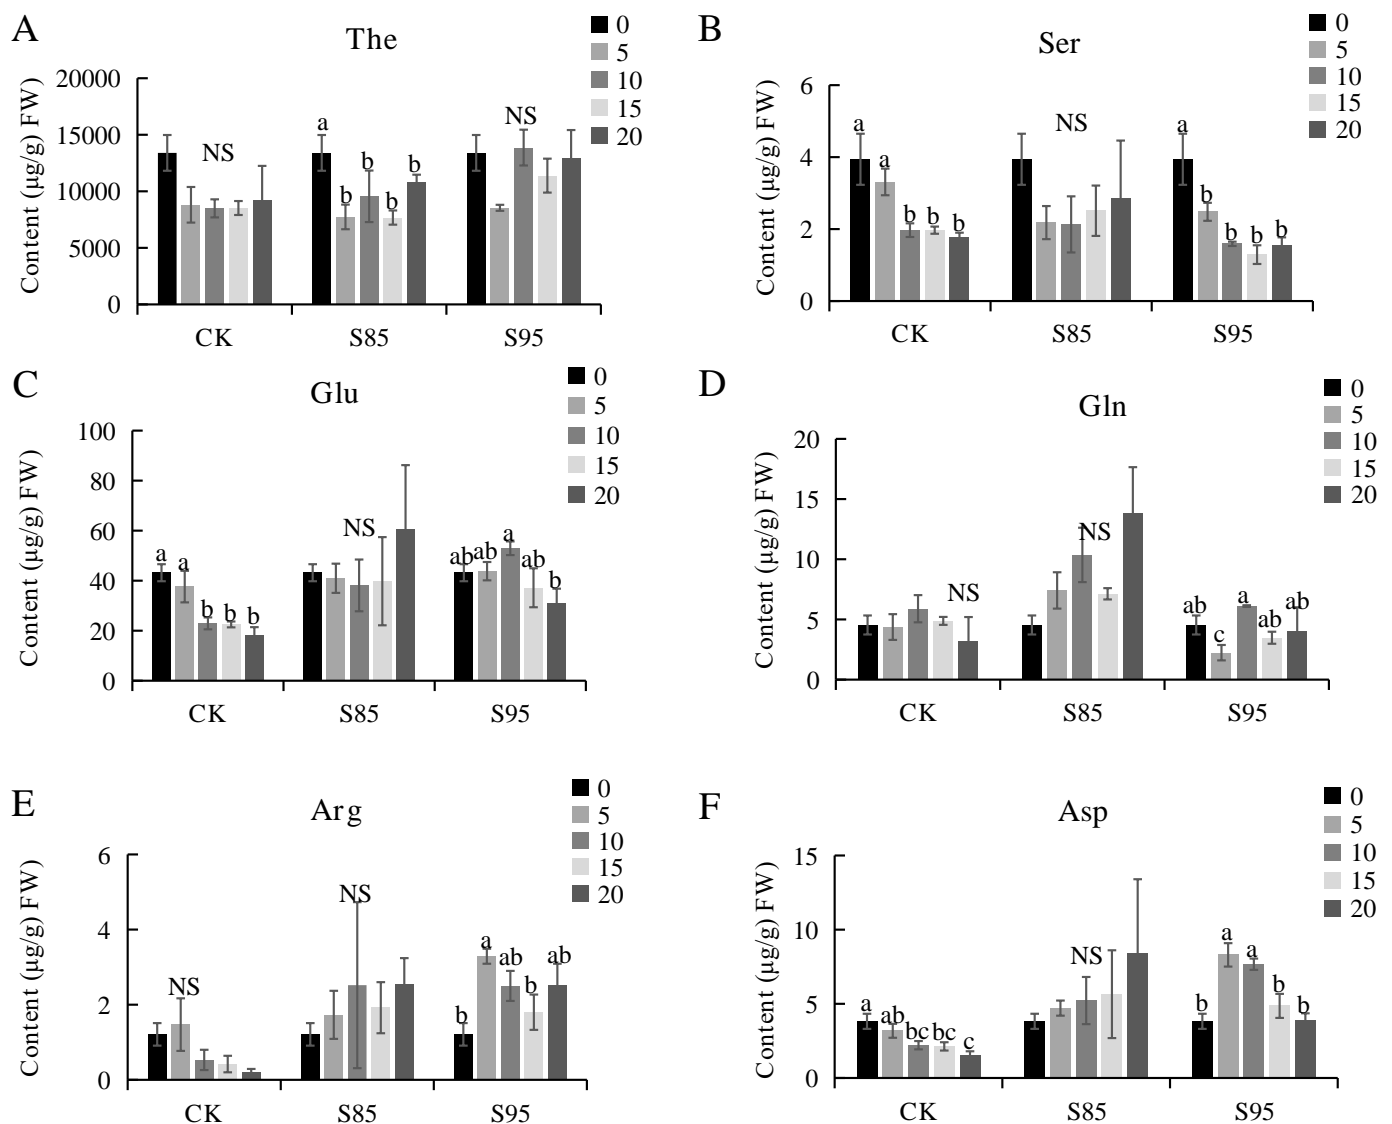 A
The
0
5
10
15
20
Content (µg/g) FW
20000
15000
10000
5000
0
NS
a
b
b
b
b
NS
CK
S85
S95
B
Ser
0
5
10
15
20
Content (µg/g) FW
6
4
2
0
a
a
b
b
b
NS
a
b
b
b
b
CK
S85
S95
C
Glu
0
5
10
15
20
Content (µg/g) FW
100
80
60
40
20
0
a
a
b
b
b
NS
ab
ab
a
ab
b
CK
S85
S95
D
Gln
0
5
10
15
20
Content (µg/g) FW
20
15
10
5
0
NS
NS
ab
c
a
ab
ab
CK
S85
S95
E
Arg
0
5
10
15
20
Content (µg/g) FW
6
4
2
0
NS
NS
b
a
ab
b
ab
CK
S85
S95
F
Asp
0
5
10
15
20
Content (µg/g) FW
15
10
5
0
a
ab
bc
bc
c
NS
b
a
a
b
b
CK
S85
S95